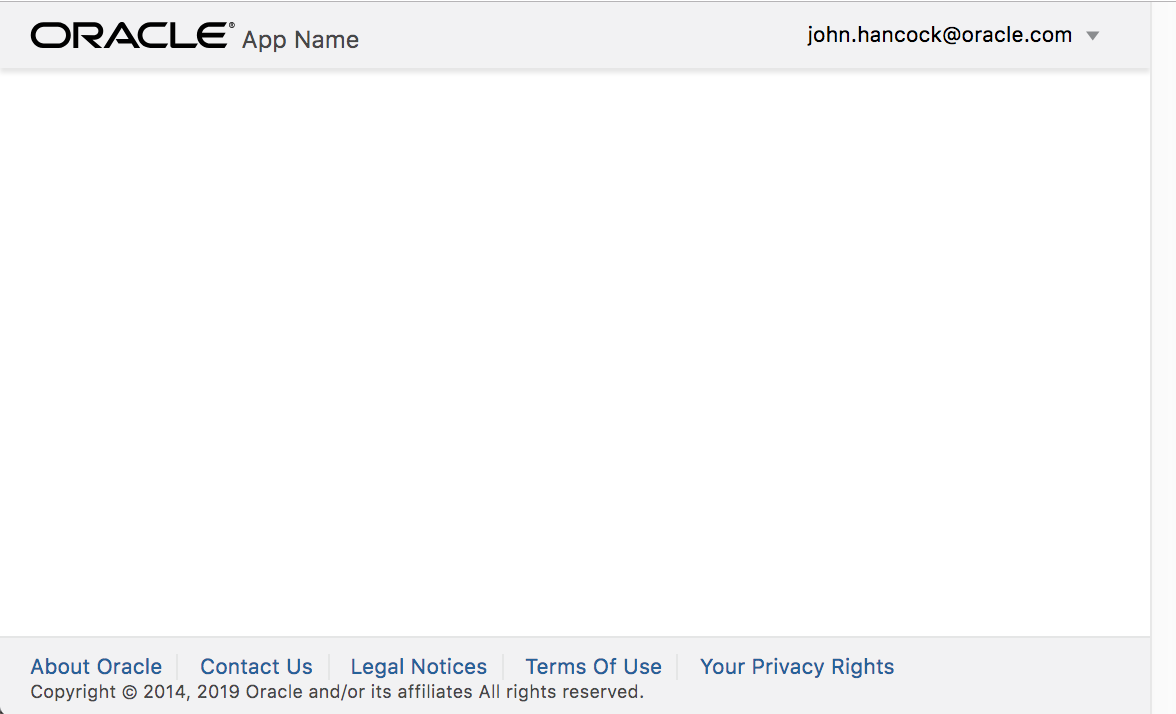 ORACLE® App Name
john.hancock@oracle.com
About Oracle Contact Us Legal Notices Terms Of Use Your Privacy Rights
Copyright © 2014, 2019 Oracle and/or its affiliates All rights reserved.